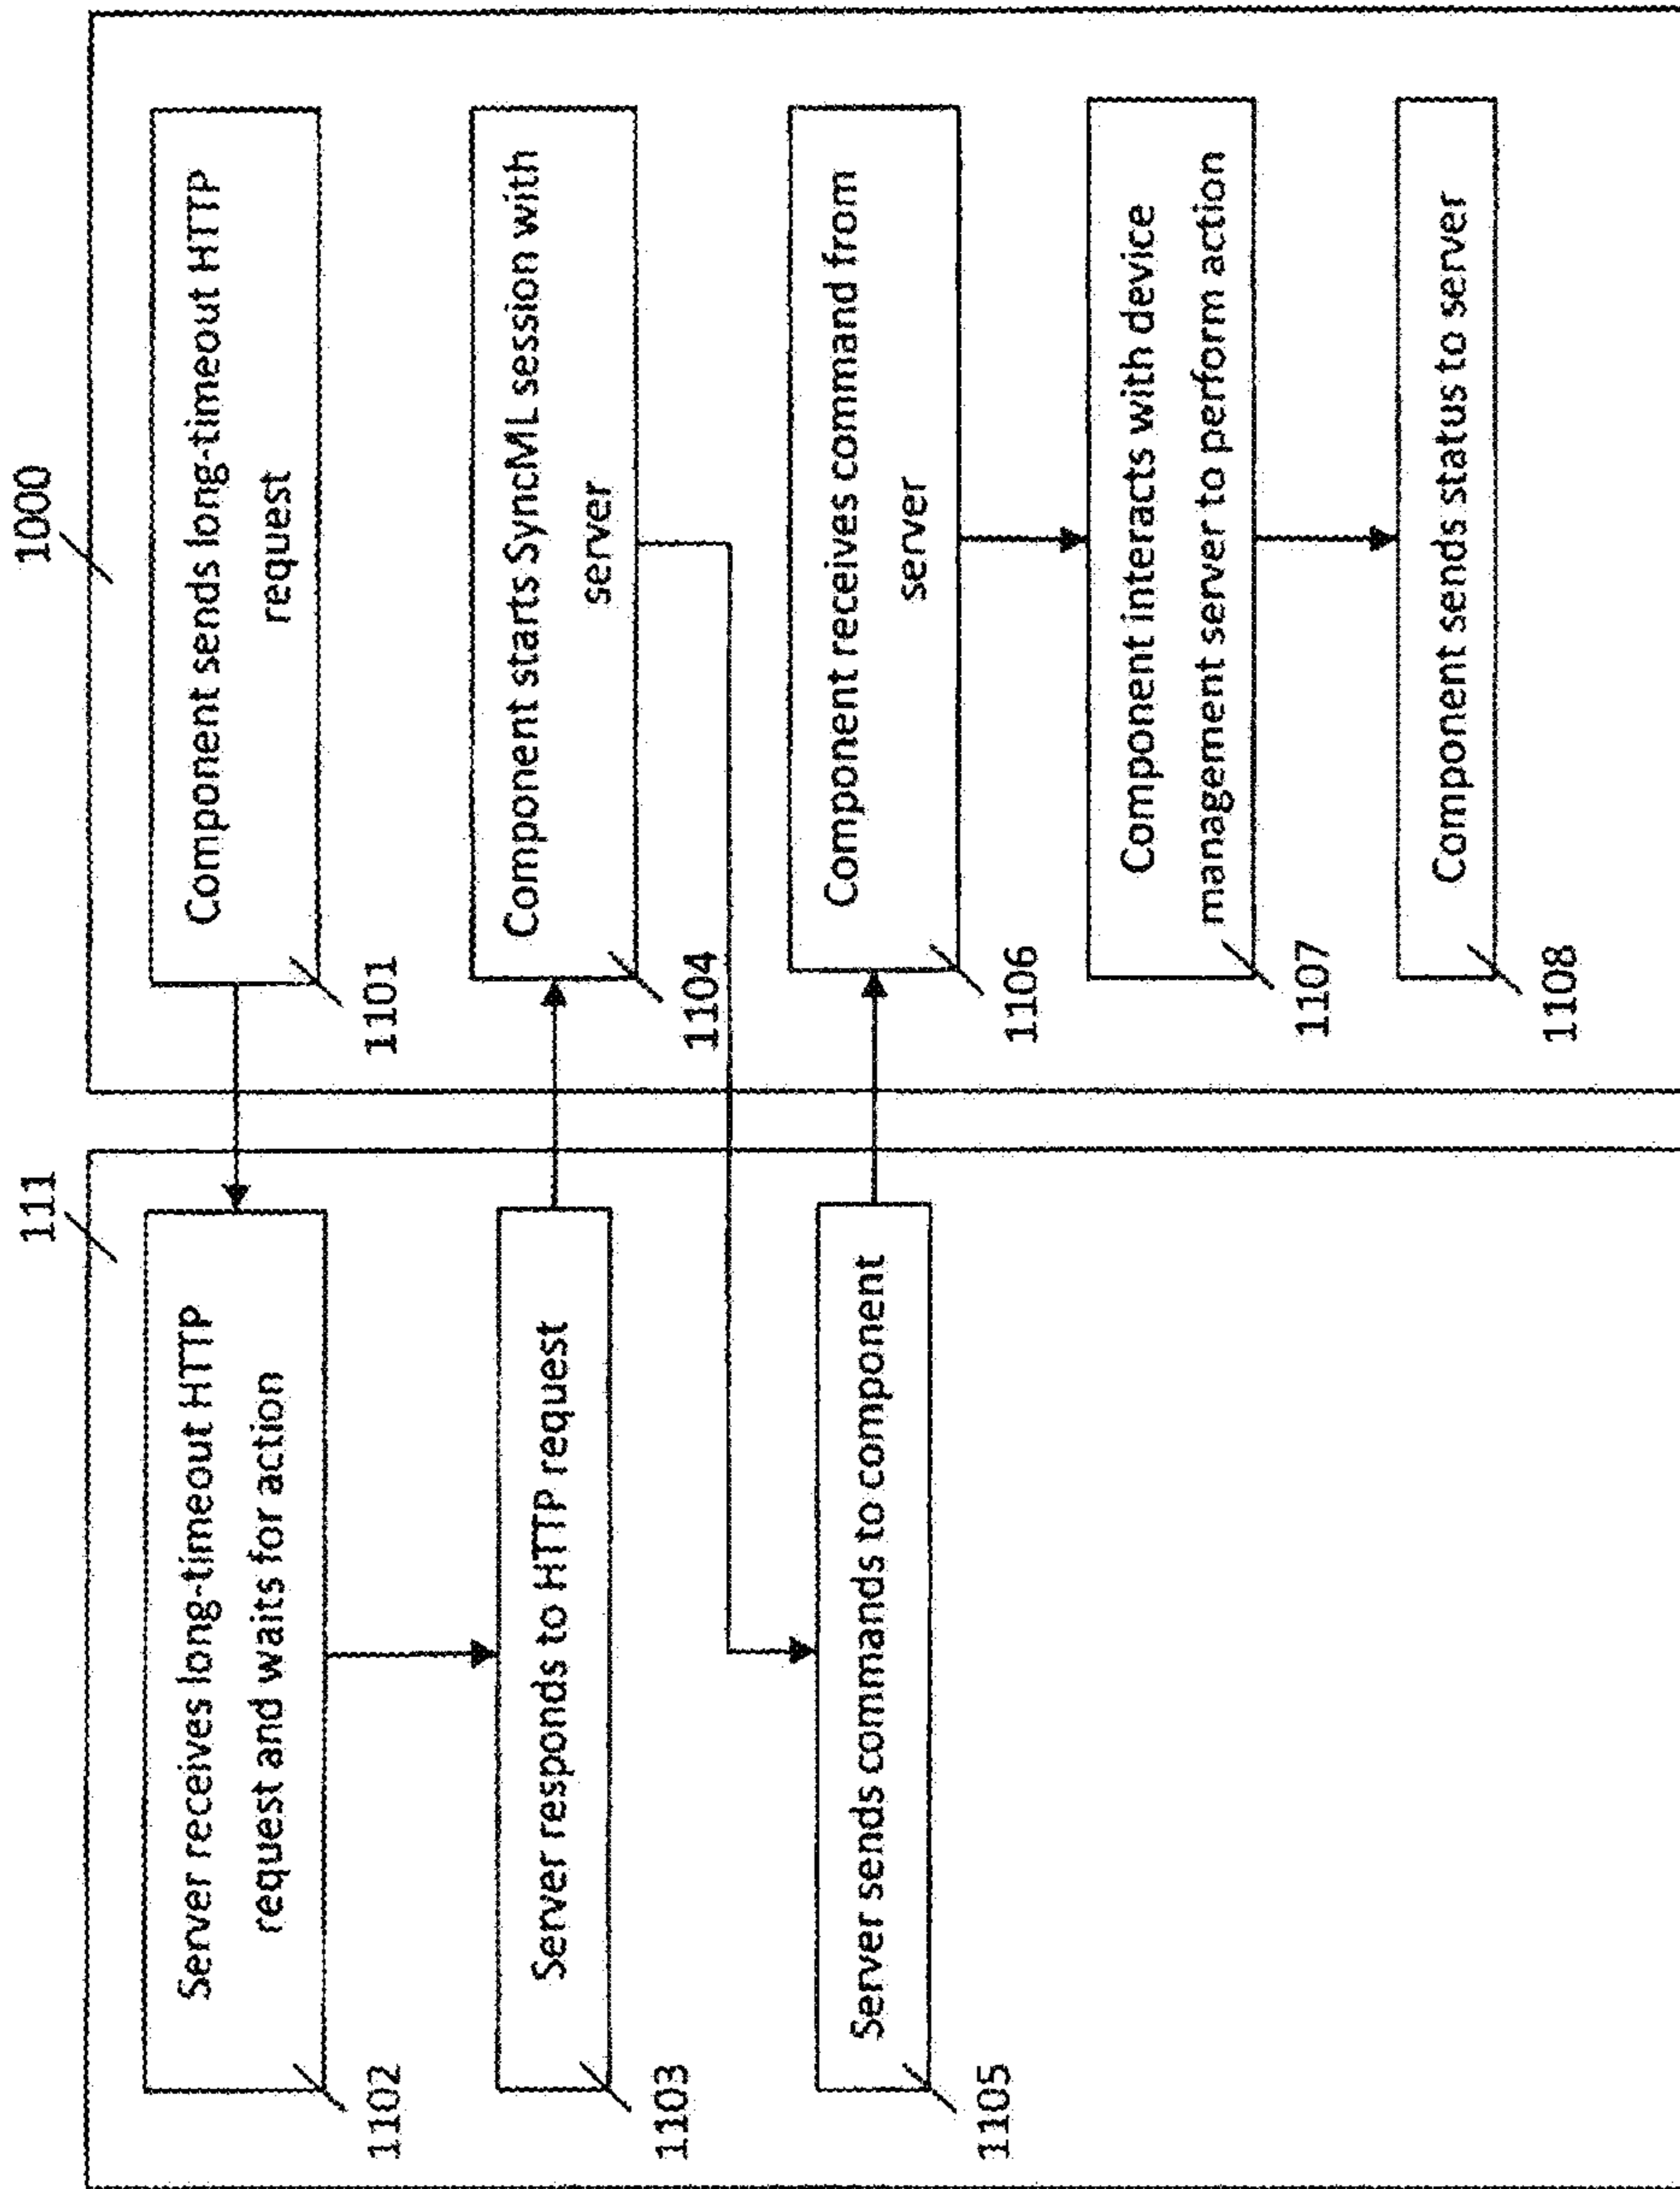 111
1000
Server receives long-timeout HTTP
request and waits for action
1102
Component sends long-timeout HTTP
request
1101
Server responds to HTTP request
1103
Component starts SyncML session with
server
1104
Server sends commands to component
1105
Component receives command from
server
1106
Component interacts with device
management server to perform action
1107
Component sends status to server
1108